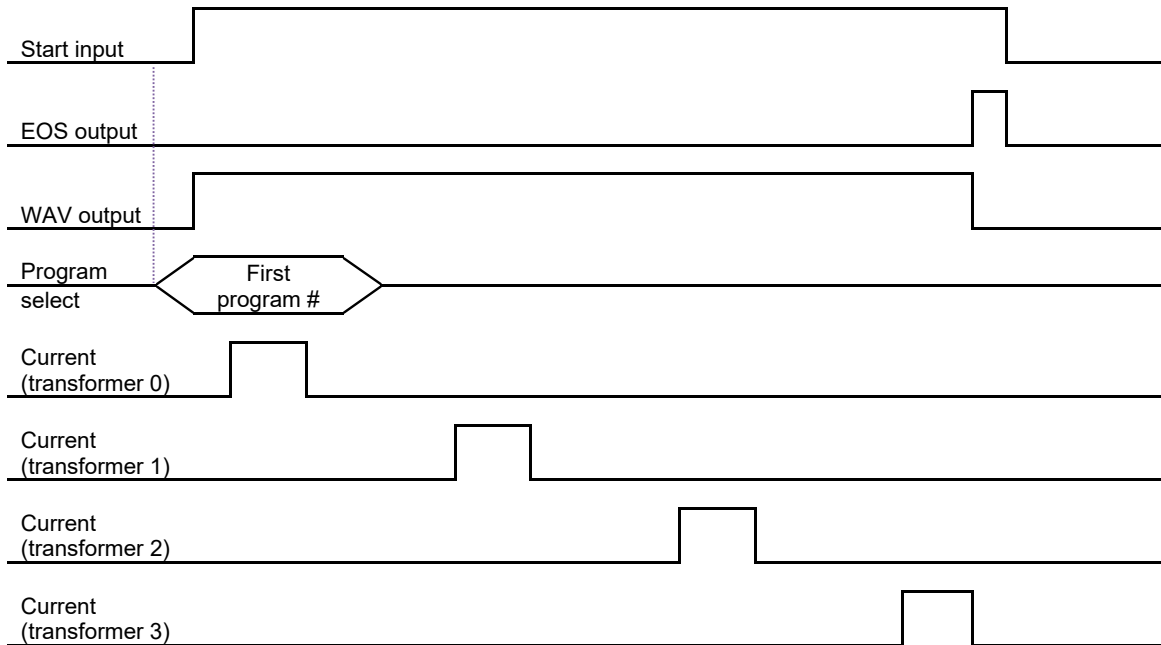 Start input
EOS output
WAV output
Program
select
First
program #
Current
(transformer 0)
Current
(transformer 1)
Current
(transformer 2)
Current
(transformer 3)